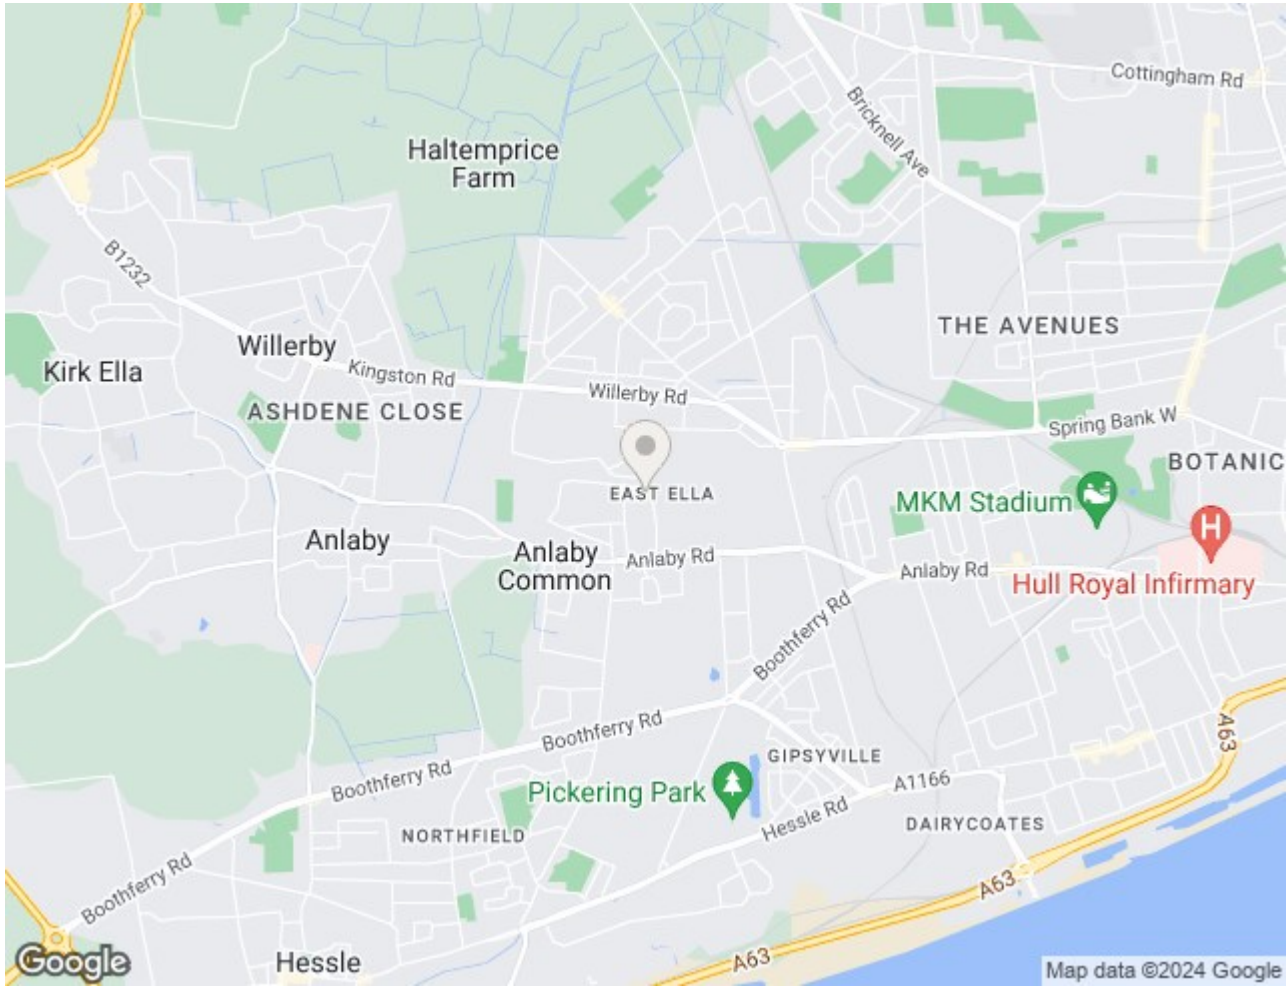 Cottingham Rd
Bricknell Ave
Haltemprice
Farm
B1232
THE AVENUES
Willerby
Kirk Ella
Kingston Rd
Willerby Rd
ASHDENE CLOSE
Spring Bank W
BOTANIC
EAST ELLA
MKM Stadium
H
Anlaby
Anlaby
Common
Anlaby Rd
Anlaby Rd
Hull Royal Infirmary
Boothferry Rd
Boothferry Rd
A63
GIPSYVILLE
Boothferry Rd
Pickering Park
A1166
Hessle Rd
NORTHFIELD
DAIRYCOATES
Boothferry Rd
A63
A63
Google
Hessle
Map data ©2024 Google